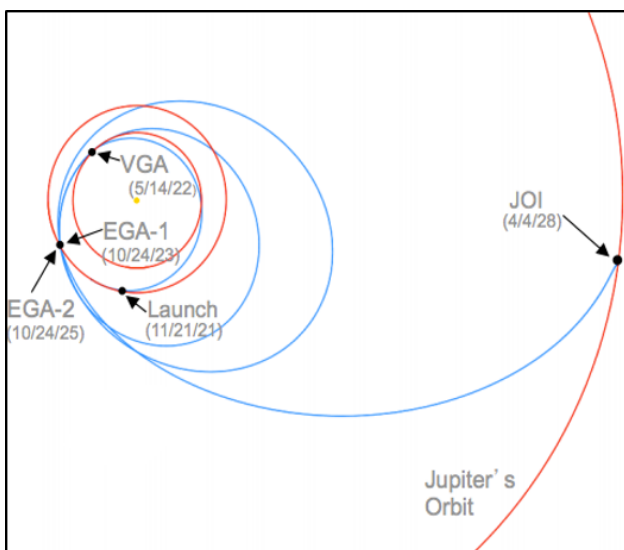 VGA
(5/14/22)
EGA-1
(10/24/23)
EGA-2
(10/24/25)
Launch
(11/21/21)
JOI
(4/4/28)
Jupiter's
Orbit